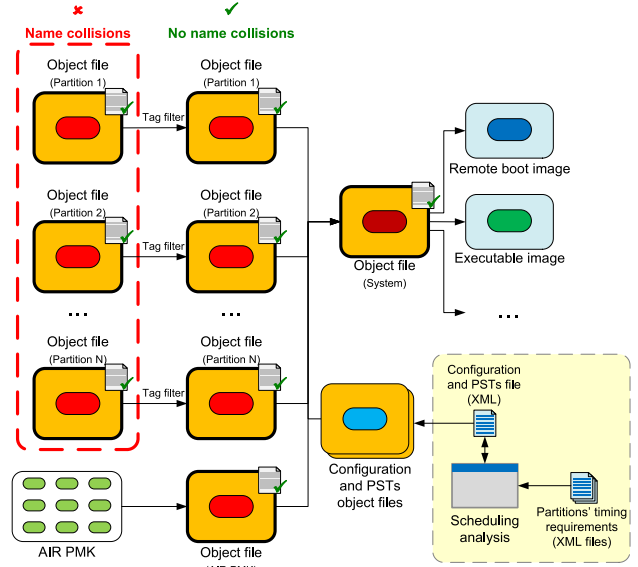 Name collisions
No name collisions
Object file
(Partition 1)
Object file
(Partition 1)
Tag filter
Remote boot image
Object file
(Partition 2)
Object file
(Partition 2)
Tag filter
Object file
(System)
Executable image
...
...
...
Object file
(Partition N)
Object file
(Partition N)
Tag filter
Configuration
and PSTs file
(XML)
Configuration
and PSTs
object files
Scheduling
analysis
Partitions' timing
requirements
(XML files)
AIR PMK
Object file